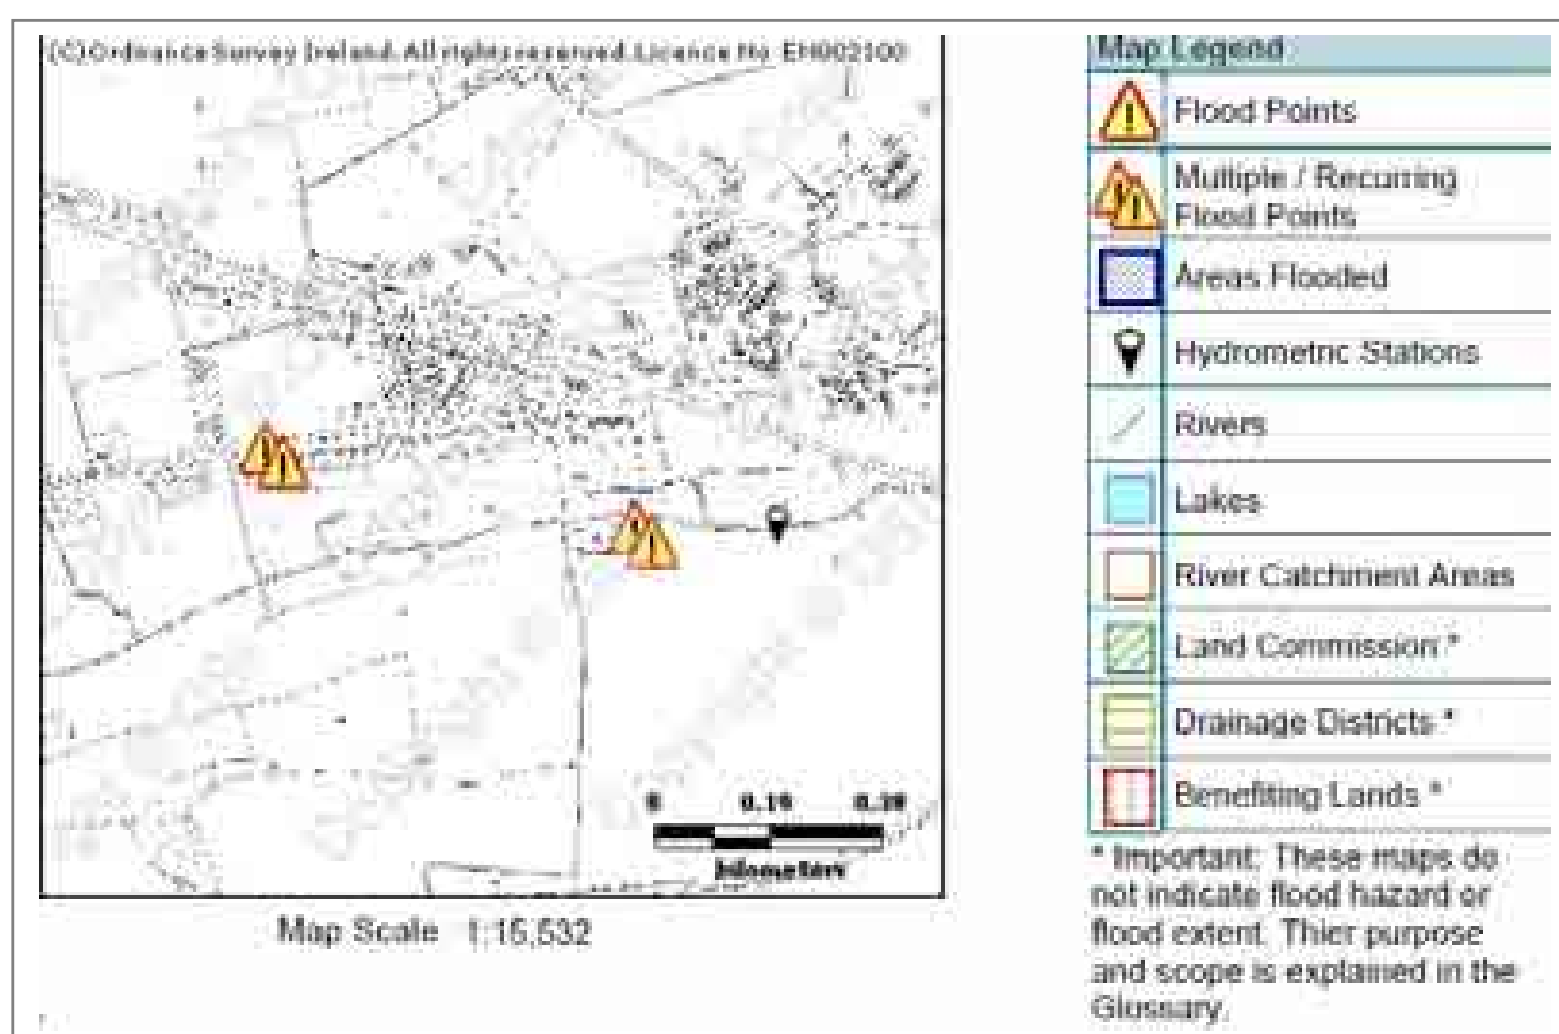 (C) Ordnance Survey Ireland. All rights reserved. Licence No EN002100
0
Kilometers
Map Scale 1:15,532
Map Legend
Flood Points
Multiple / Recurring
Flood Points
Areas Flooded
Hydrometric Stations
Rivers
Lakes
River Catchment Areas
Land Commission *
Drainage Districts *
Benefiting Lands *
* Important: These maps do
not indicate flood hazard or
flood extent. Thier purpose
and scope is explained in the
Glossary.